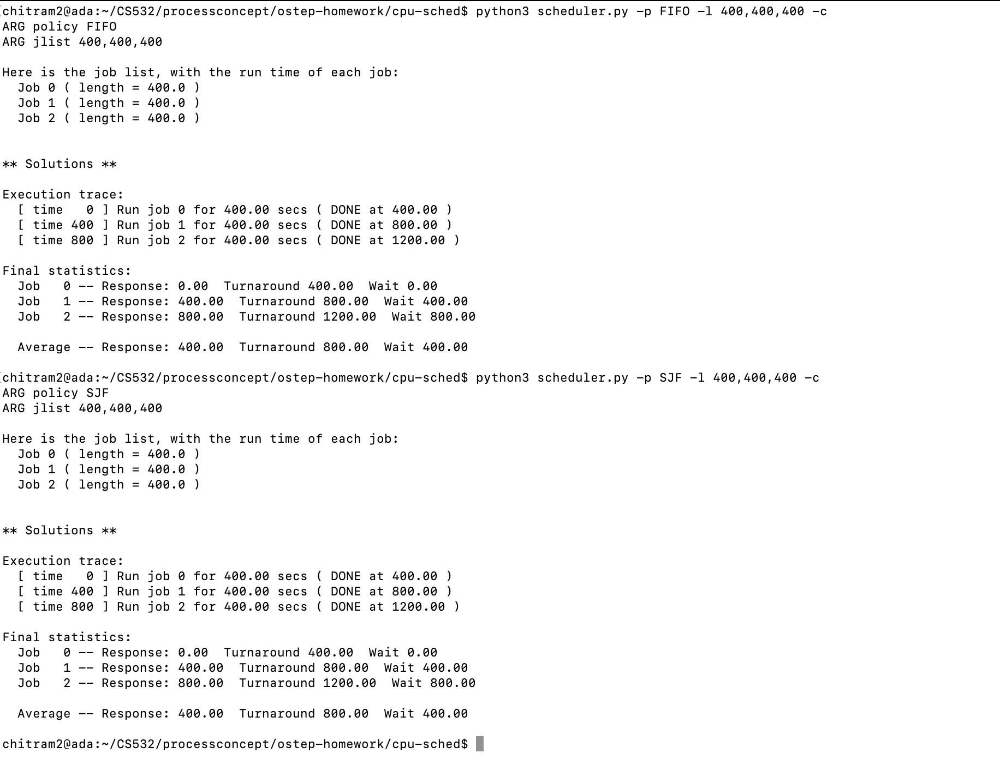 chitram2@ada:~/CS532/processconcept/ostep-homework/cpu-sched$ python3 scheduler.py -p FIFO -l 400,400,400 -c
ARG policy FIFO
ARG jlist 400,400,400
Here is the job list, with the run time of each job:
  Job 0 ( length = 400.0 )
  Job 1 ( length = 400.0 )
  Job 2 ( length = 400.0 )
** Solutions **
Execution trace:
  [ time   0 ] Run job 0 for 400.00 secs ( DONE at 400.00 )
  [ time 400 ] Run job 1 for 400.00 secs ( DONE at 800.00 )
  [ time 800 ] Run job 2 for 400.00 secs ( DONE at 1200.00 )
Final statistics:
  Job   0 -- Response: 0.00  Turnaround 400.00  Wait 0.00
  Job   1 -- Response: 400.00  Turnaround 800.00  Wait 400.00
  Job   2 -- Response: 800.00  Turnaround 1200.00  Wait 800.00
  Average -- Response: 400.00  Turnaround 800.00  Wait 400.00
chitram2@ada:~/CS532/processconcept/ostep-homework/cpu-sched$ python3 scheduler.py -p SJF -l 400,400,400 -c
ARG policy SJF
ARG jlist 400,400,400
Here is the job list, with the run time of each job:
  Job 0 ( length = 400.0 )
  Job 1 ( length = 400.0 )
  Job 2 ( length = 400.0 )
** Solutions **
Execution trace:
  [ time   0 ] Run job 0 for 400.00 secs ( DONE at 400.00 )
  [ time 400 ] Run job 1 for 400.00 secs ( DONE at 800.00 )
  [ time 800 ] Run job 2 for 400.00 secs ( DONE at 1200.00 )
Final statistics:
  Job   0 -- Response: 0.00  Turnaround 400.00  Wait 0.00
  Job   1 -- Response: 400.00  Turnaround 800.00  Wait 400.00
  Job   2 -- Response: 800.00  Turnaround 1200.00  Wait 800.00
  Average -- Response: 400.00  Turnaround 800.00  Wait 400.00
chitram2@ada:~/CS532/processconcept/ostep-homework/cpu-sched$